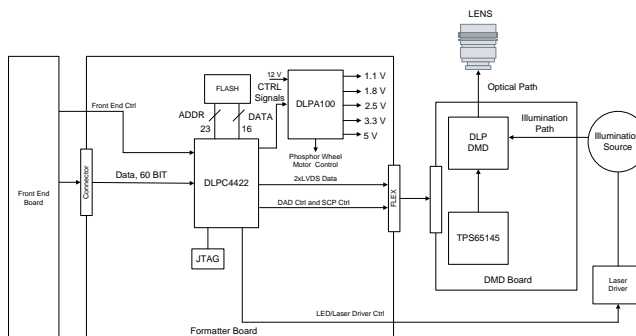 LENS
Optical Path
Front End
Board
Front End Ctrl
Connector
Data, 60 BIT
FLASH
ADDR
23
DATA
16
12 V
CTRL
Signals
DLPA100
1.1 V
1.8 V
2.5 V
3.3 V
5 V
Phosphor Wheel
Motor Control
DLPC4422
2xLVDS Data
DAD Ctrl and SCP Ctrl
FLEX
JTAG
LED/Laser Driver Ctrl
Formatter Board
DLP
DMD
TPS65145
DMD Board
Illumination
Path
Illumination
Source
Laser
Driver